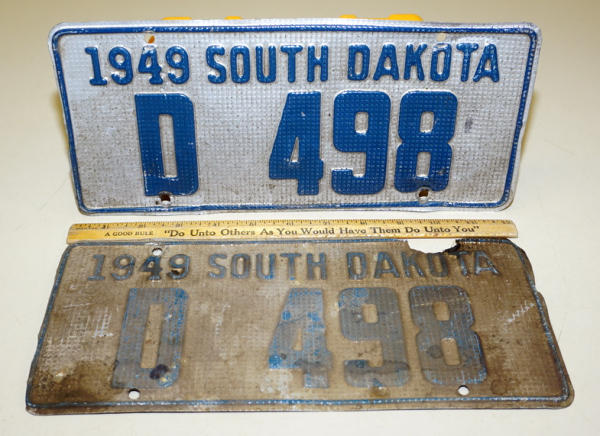 1949 SOUTH DAKOTA
D 498
A GOOD RULE "Do Unto Others As You Would Have Them Do Unto You"
1949 SOUTH DAKOTA
D 498